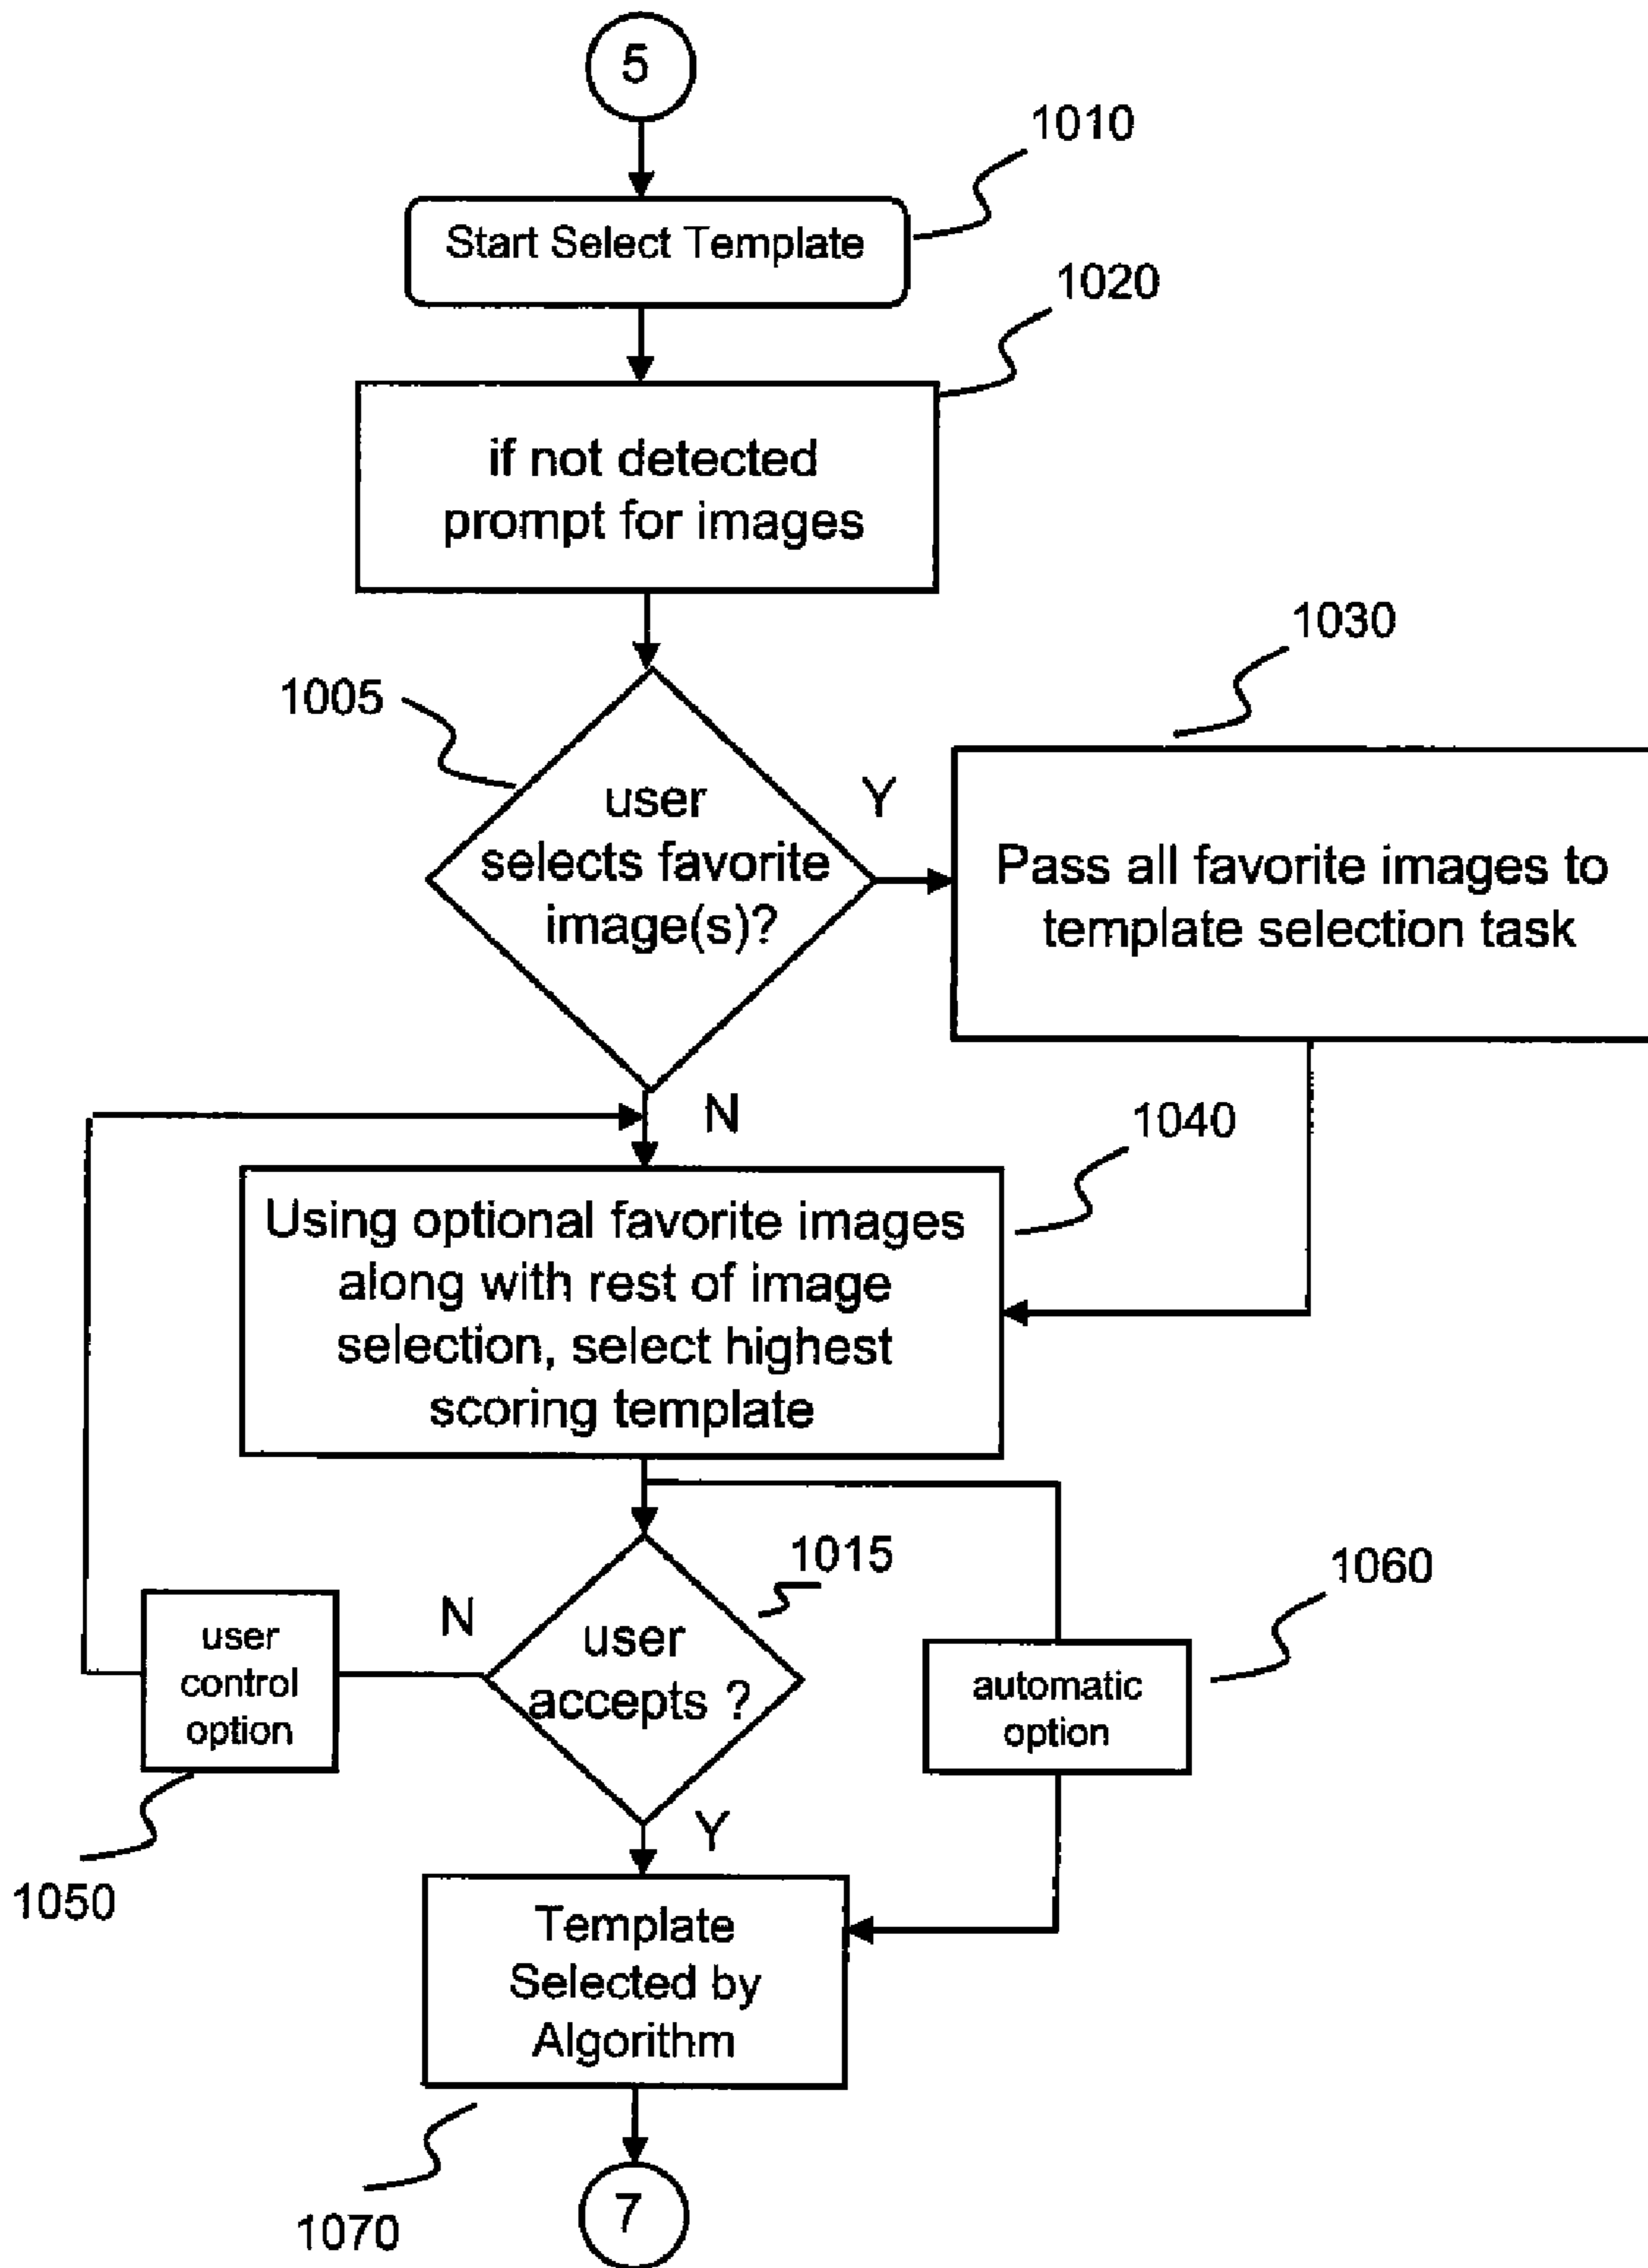 5
1010
Start Select Template
1020
if not detected
prompt for images
1030
1005
user
selects favorite
image(s)?
Y
Pass all favorite images to
template selection task
N
1040
Using optional favorite images
along with rest of image
selection, select highest
scoring template
1015
1060
N
user
control
option
user
accepts ?
automatic
option
Y
1050
Template
Selected by
Algorithm
1070
7